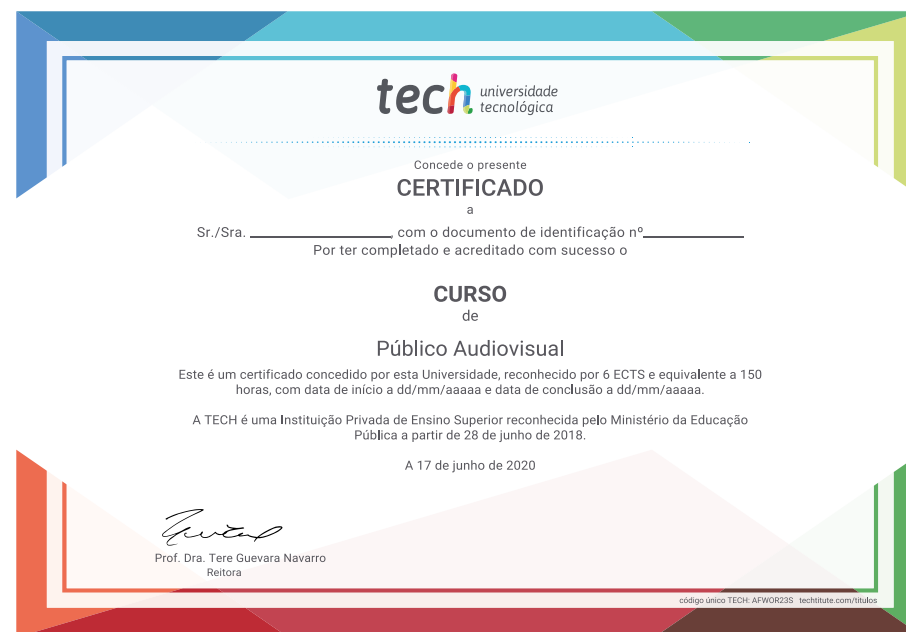 tech universidade
tecnológica
Concede o presente
CERTIFICADO
a
Sr./Sra. ____________________, com o documento de identificação nº______________
Por ter completado e acreditado com sucesso o
CURSO
de
Público Audiovisual
Este é um certificado concedido por esta Universidade, reconhecido por 6 ECTS e equivalente a 150
horas, com data de início a dd/mm/aaaaa e data de conclusão a dd/mm/aaaaa.
A TECH é uma Instituição Privada de Ensino Superior reconhecida pelo Ministério da Educação
Pública a partir de 28 de junho de 2018.
A 17 de junho de 2020
Prof. Dra. Tere Guevara Navarro
Reitora
código único TECH: AFWOR23S techtitute.com/titulos